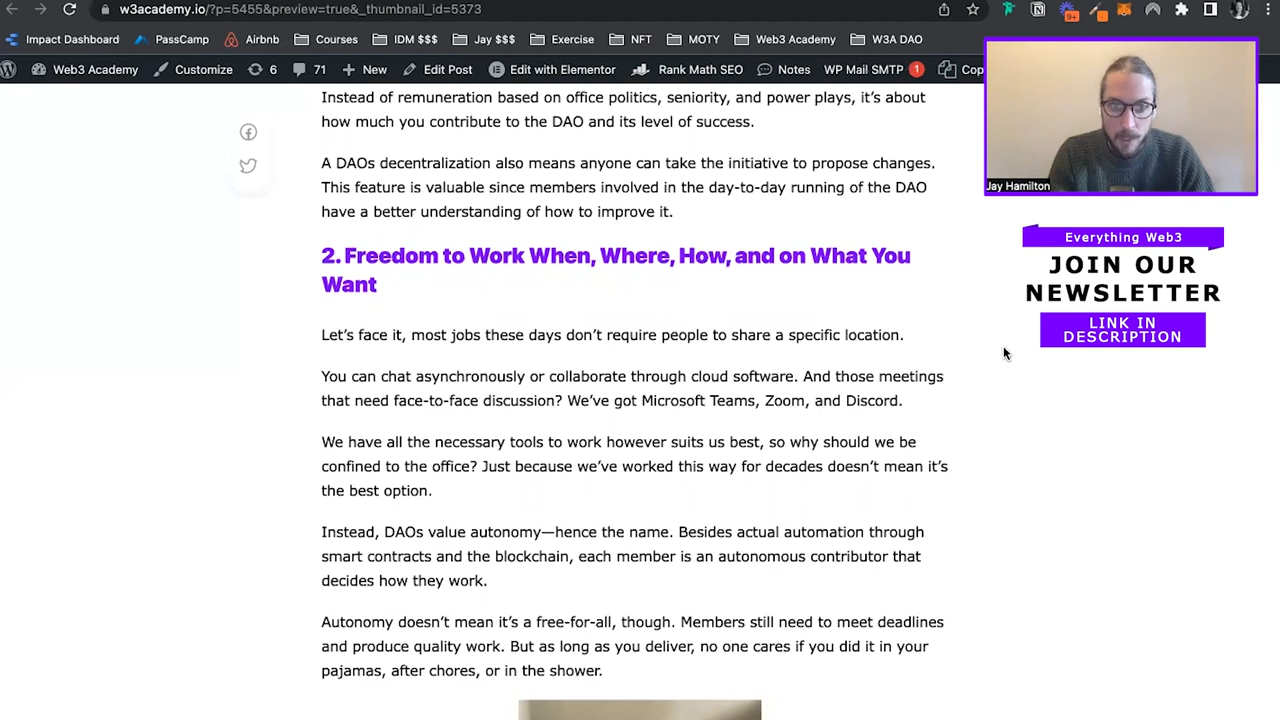 w3academy.io/?p=5455&preview=true&_thumbnail_id=5373
Impact Dashboard PassCamp Airbnb Courses IDM $$$ Jay $$$ Exercise NFT MOTY Web3 Academy W3A DAO
Web3 Academy Customize 6 71 New Edit Post Edit with Elementor Rank Math SEO Notes WP Mail SMTP 1 Cop
9+
Instead of remuneration based on office politics, seniority, and power plays, it’s about
how much you contribute to the DAO and its level of success.
A DAOs decentralization also means anyone can take the initiative to propose changes.
This feature is valuable since members involved in the day-to-day running of the DAO
have a better understanding of how to improve it.
2. Freedom to Work When, Where, How, and on What You
Want
Let’s face it, most jobs these days don’t require people to share a specific location.
You can chat asynchronously or collaborate through cloud software. And those meetings
that need face-to-face discussion? We’ve got Microsoft Teams, Zoom, and Discord.
We have all the necessary tools to work however suits us best, so why should we be
confined to the office? Just because we’ve worked this way for decades doesn’t mean it’s
the best option.
Instead, DAOs value autonomy—hence the name. Besides actual automation through
smart contracts and the blockchain, each member is an autonomous contributor that
decides how they work.
Autonomy doesn’t mean it’s a free-for-all, though. Members still need to meet deadlines
and produce quality work. But as long as you deliver, no one cares if you did it in your
pajamas, after chores, or in the shower.
Jay Hamilton
Everything Web3
JOIN OUR
NEWSLETTER
LINK IN
DESCRIPTION